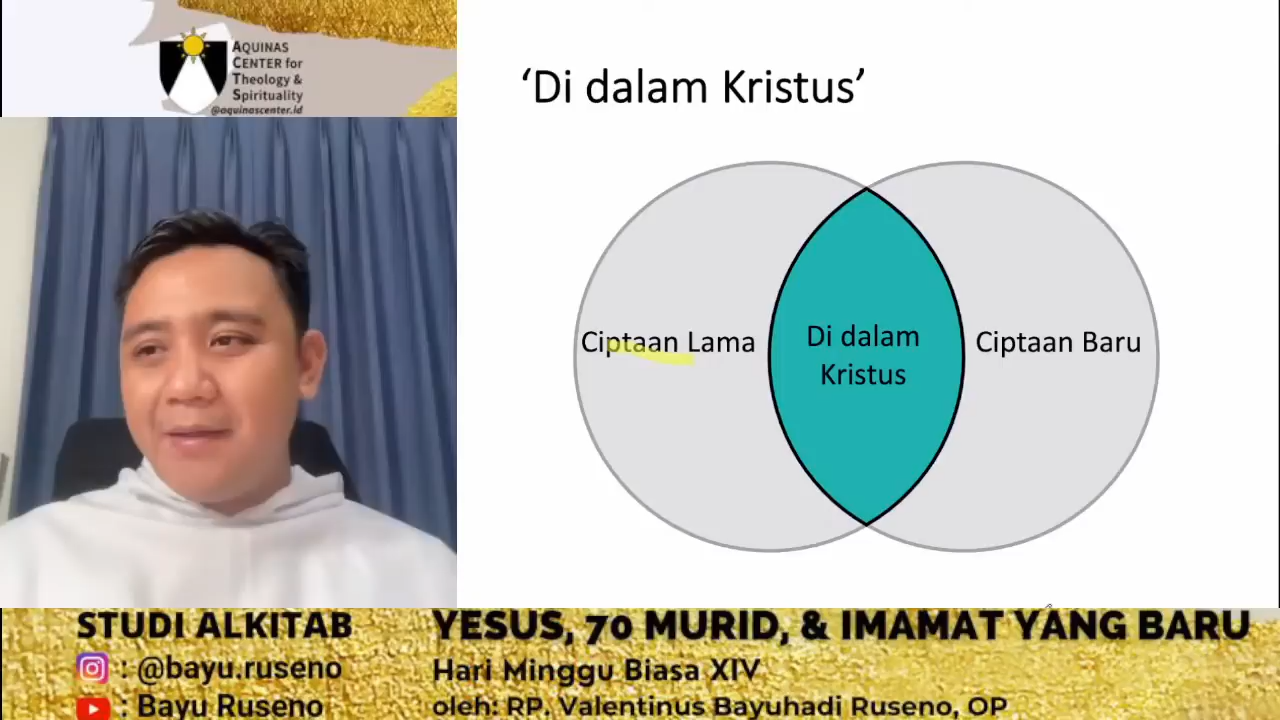 AQUINAS
CENTER for
Theology &
Spirituality
@aquinascenter.id
‘Di dalam Kristus’
Ciptaan Lama
Di dalam
Kristus
Ciptaan Baru
STUDI ALKITAB
: @bayu.ruseno
: Bayu Ruseno
YESUS, 70 MURID, & IMAMAT YANG BARU
Hari Minggu Biasa XIV
oleh: RP. Valentinus Bayuhadi Ruseno, OP